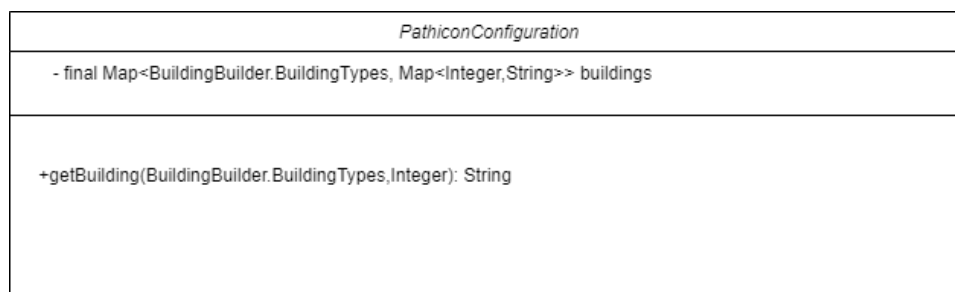 PathiconConfiguration
- final Map<BuildingBuilder.BuildingTypes, Map<Integer,String>> buildings
+getBuilding(BuildingBuilder.BuildingTypes,Integer): String